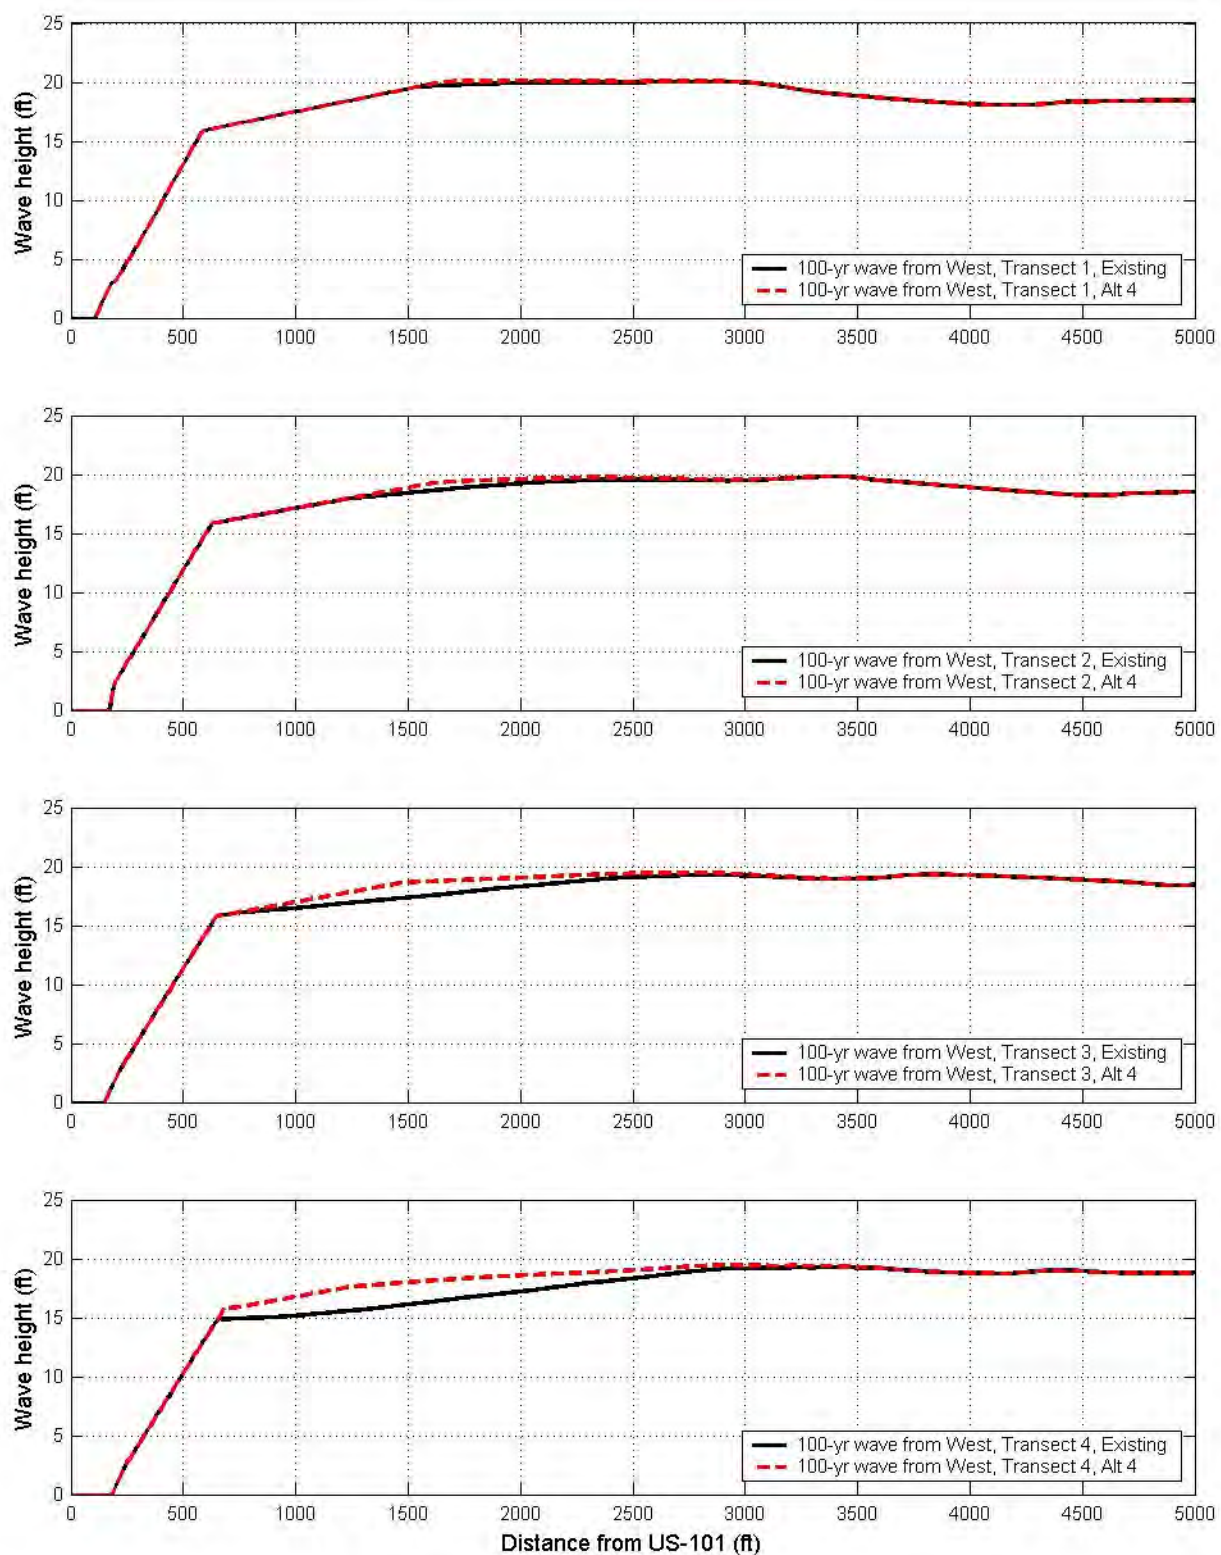 25
20
15
10
5
0
Wave height (ft)
100-yr wave from West, Transect 1, Existing
100-yr wave from West, Transect 1, Alt 4
0 500 1000 1500 2000 2500 3000 3500 4000 4500 5000
25
20
15
10
5
0
Wave height (ft)
100-yr wave from West, Transect 2, Existing
100-yr wave from West, Transect 2, Alt 4
0 500 1000 1500 2000 2500 3000 3500 4000 4500 5000
25
20
15
10
5
0
Wave height (ft)
100-yr wave from West, Transect 3, Existing
100-yr wave from West, Transect 3, Alt 4
0 500 1000 1500 2000 2500 3000 3500 4000 4500 5000
25
20
15
10
5
0
Wave height (ft)
100-yr wave from West, Transect 4, Existing
100-yr wave from West, Transect 4, Alt 4
0 500 1000 1500 2000 2500 3000 3500 4000 4500 5000
Distance from US-101 (ft)